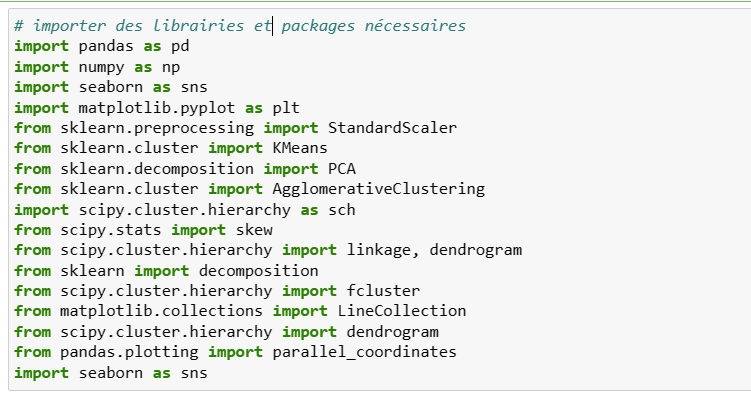 # importer des librairies et packages nécessaires
import pandas as pd
import numpy as np
import seaborn as sns
import matplotlib.pyplot as plt
from sklearn.preprocessing import StandardScaler
from sklearn.cluster import KMeans
from sklearn.decomposition import PCA
from sklearn.cluster import AgglomerativeClustering
import scipy.cluster.hierarchy as sch
from scipy.stats import skew
from scipy.cluster.hierarchy import linkage, dendrogram
from sklearn import decomposition
from scipy.cluster.hierarchy import fcluster
from matplotlib.collections import LineCollection
from scipy.cluster.hierarchy import dendrogram
from pandas.plotting import parallel_coordinates
import seaborn as sns